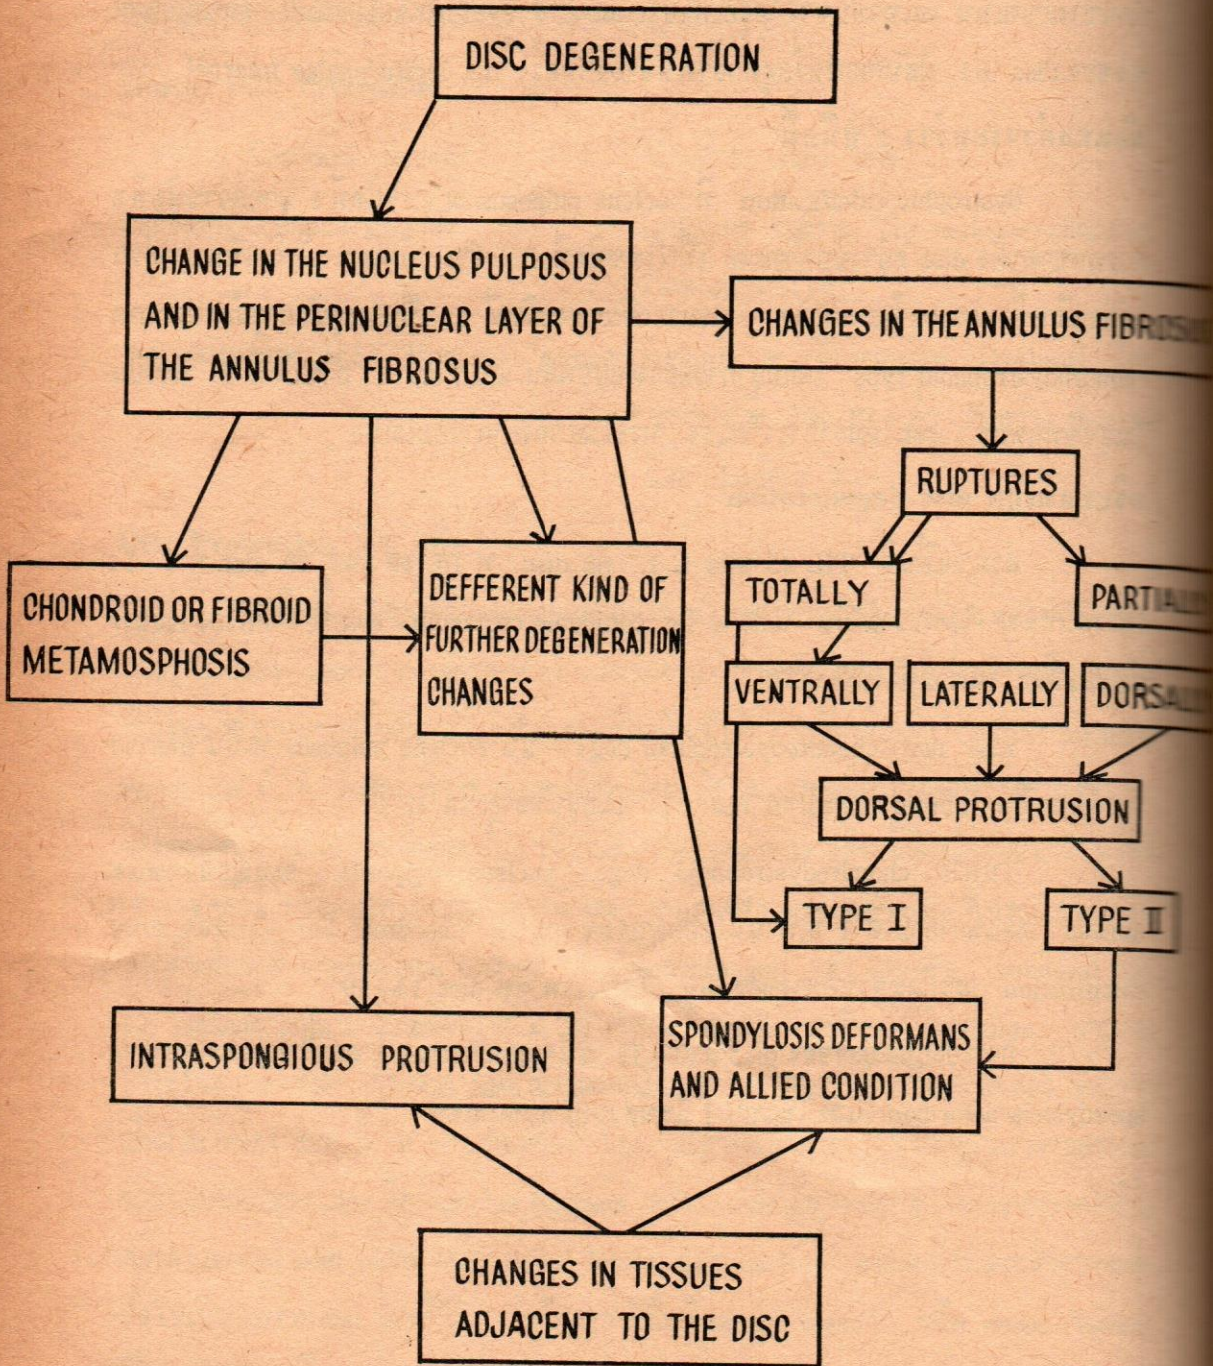 DISC DEGENERATION
CHANGE IN THE NUCLEUS PULPOSUS
AND IN THE PERINUCLEAR LAYER OF
THE ANNULUS FIBROSUS
CHANGES IN THE ANNULUS
RUPTURES
CHONDROID OR FIBROID
METAMOSPHOSIS
DEFFERENT KIND OF
FURTHER DEGENERATION
CHANGES
TOTALLY
VENTRALLY
LATERALLY
DORSAL PROTRUSION
TYPE I
TYPE II
INTRASPONGIOUS PROTRUSION
SPONDYLOSIS DEFORMANS
AND ALLIED CONDITION
CHANGES IN TISSUES
ADJACENT TO THE DISC